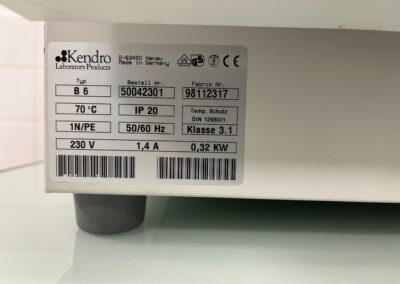 Kendro D-63450 Hanau
Laboratory Products Made in Germany
Typ Bestell Nr. Fabrik Nr.
B 6 50042301 98112317
70 °C IP 20 Temp. Schutz
DIN 12880/1
1N/PE 50/60 Hz Klasse 3.1
230 V 1,4 A 0,32 KW